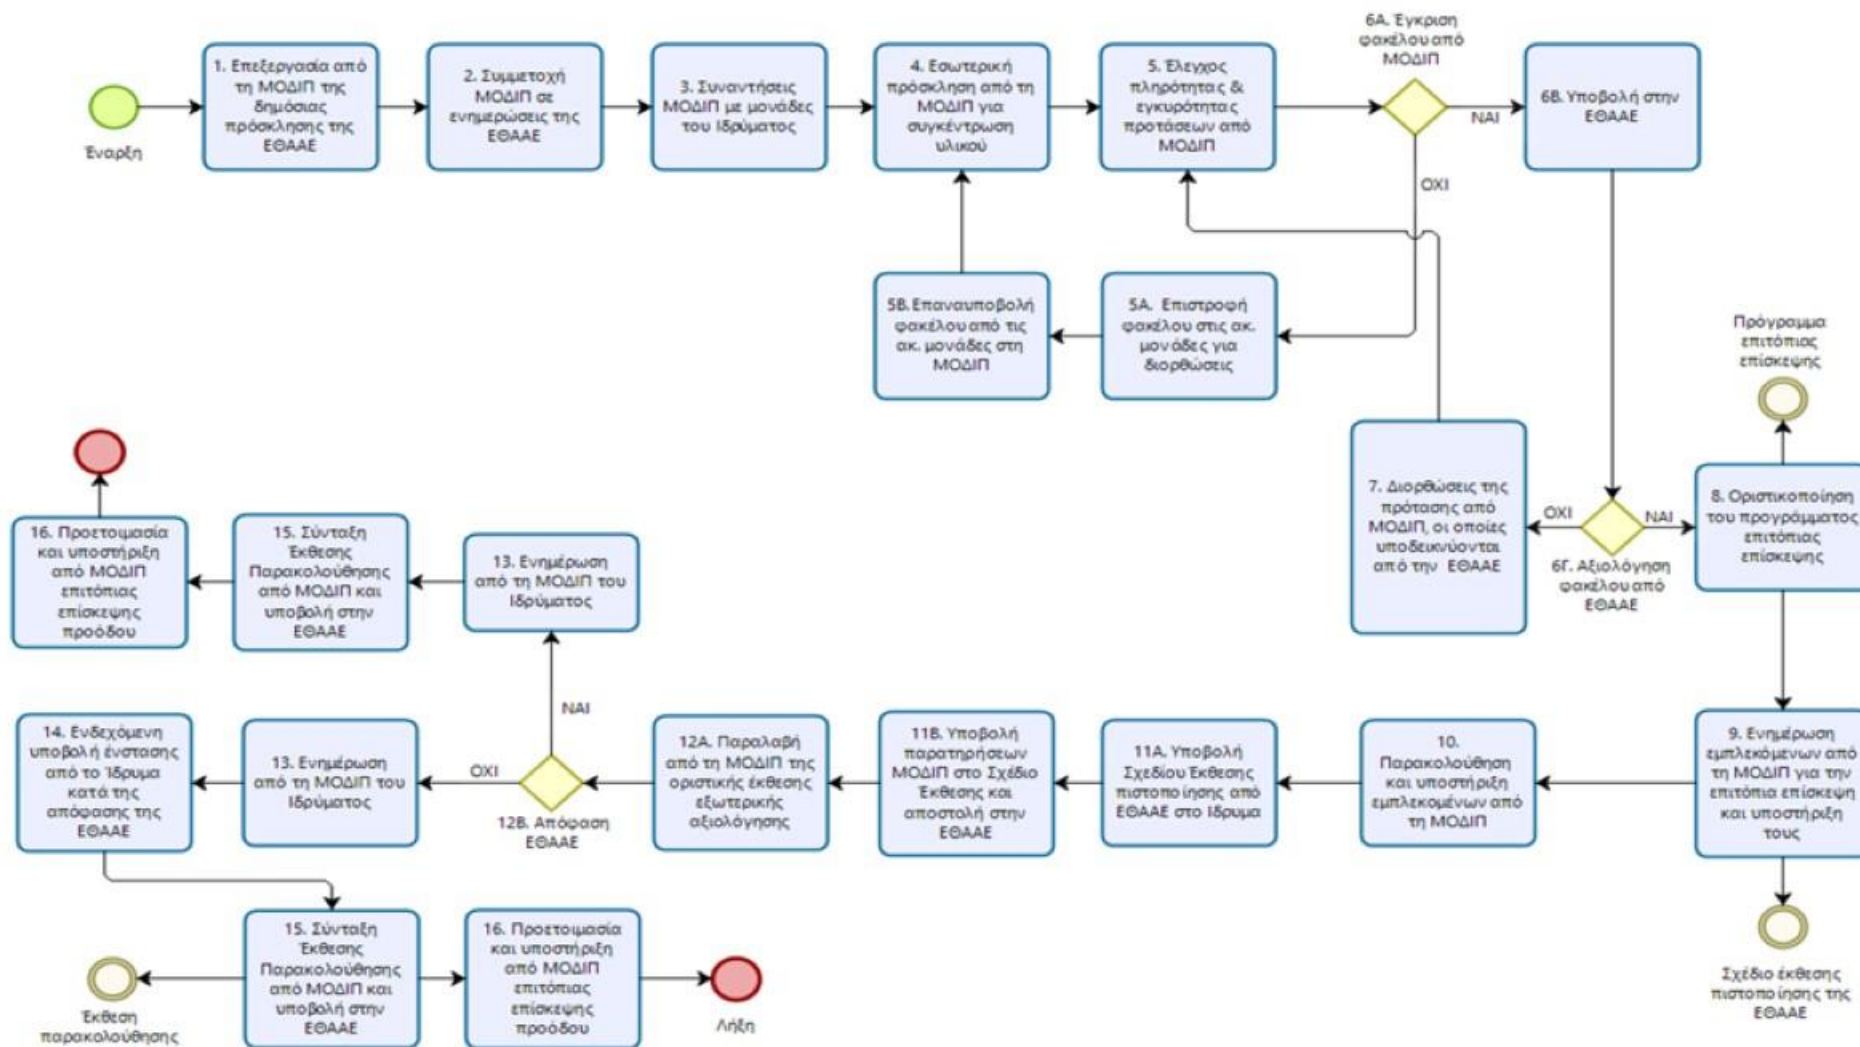 Έναρξη
1. Επεξεργασία από
τη ΜΟΔΙΠ της
δημόσιας
πρόσκλησης της
ΕΘΑΑΕ
2. Συμμετοχή
ΜΟΔΙΠ σε
ενημερώσεις της
ΕΘΑΑΕ
3. Συναντήσεις
ΜΟΔΙΠ με μονάδες
του Ιδρύματος
4. Εσωτερική
πρόσκληση από τη
ΜΟΔΙΠ για
συγκέντρωση
υλικού
5. Έλεγχος
πληρότητας &
εγκυρότητας
προτάσεων από
ΜΟΔΙΠ
6Α. Έγκριση
φακέλου από
ΜΟΔΙΠ
ΝΑΙ
ΟΧΙ
6Β. Υποβολή στην
ΕΘΑΑΕ
5Β. Επαναυποβολή
φακέλου από τις
ακ. μονάδες στη
ΜΟΔΙΠ
5Α. Επιστροφή
φακέλου στις ακ.
μονάδες για
διορθώσεις
Πρόγραμμα
επιτόπιας
επίσκεψης
7. Διορθώσεις της
πρότασης από
ΜΟΔΙΠ, οι οποίες
υποδεικνύονται
από την ΕΘΑΑΕ
ΟΧΙ
ΝΑΙ
6Γ. Αξιολόγηση
φακέλου από
ΕΘΑΑΕ
8. Οριστικοποίηση
του προγράμματος
επιτόπιας
επίσκεψης
16. Προετοιμασία
και υποστήριξη
από ΜΟΔΙΠ
επιτόπιας
επίσκεψης
προόδου
15. Σύνταξη
Έκθεσης
Παρακολούθησης
από ΜΟΔΙΠ και
υποβολή στην
ΕΘΑΑΕ
13. Ενημέρωση
από τη ΜΟΔΙΠ του
Ιδρύματος
ΝΑΙ
14. Ενδεχόμενη
υποβολή ένστασης
από το Ίδρυμα
κατά της
απόφασης της
ΕΘΑΑΕ
13. Ενημέρωση
από τη ΜΟΔΙΠ του
Ιδρύματος
ΟΧΙ
12Β. Απόφαση
ΕΘΑΑΕ
12Α. Παραλαβή
από τη ΜΟΔΙΠ της
οριστικής έκθεσης
εξωτερικής
αξιολόγησης
11Β. Υποβολή
παρατηρήσεων
ΜΟΔΙΠ στο Σχέδιο
Έκθεσης και
αποστολή στην
ΕΘΑΑΕ
11Α. Υποβολή
Σχεδίου Έκθεσης
πιστοποίησης από
ΕΘΑΑΕ στο Ιδρυμα
10.
Παρακολούθηση
και υποστήριξη
εμπλεκομένων από
τη ΜΟΔΙΠ
9. Ενημέρωση
εμπλεκόμενων από
τη ΜΟΔΙΠ για την
επιτόπια επίσκεψη
και υποστήριξη
τους
Έκθεση
παρακολούθησης
15. Σύνταξη
Έκθεσης
Παρακολούθησης
από ΜΟΔΙΠ και
υποβολή στην
ΕΘΑΑΕ
16. Προετοιμασία
και υποστήριξη
από ΜΟΔΙΠ
επιτόπιας
επίσκεψης
προόδου
Λήξη
Σχέδιο έκθεσης
πιστοποίησης της
ΕΘΑΑΕ